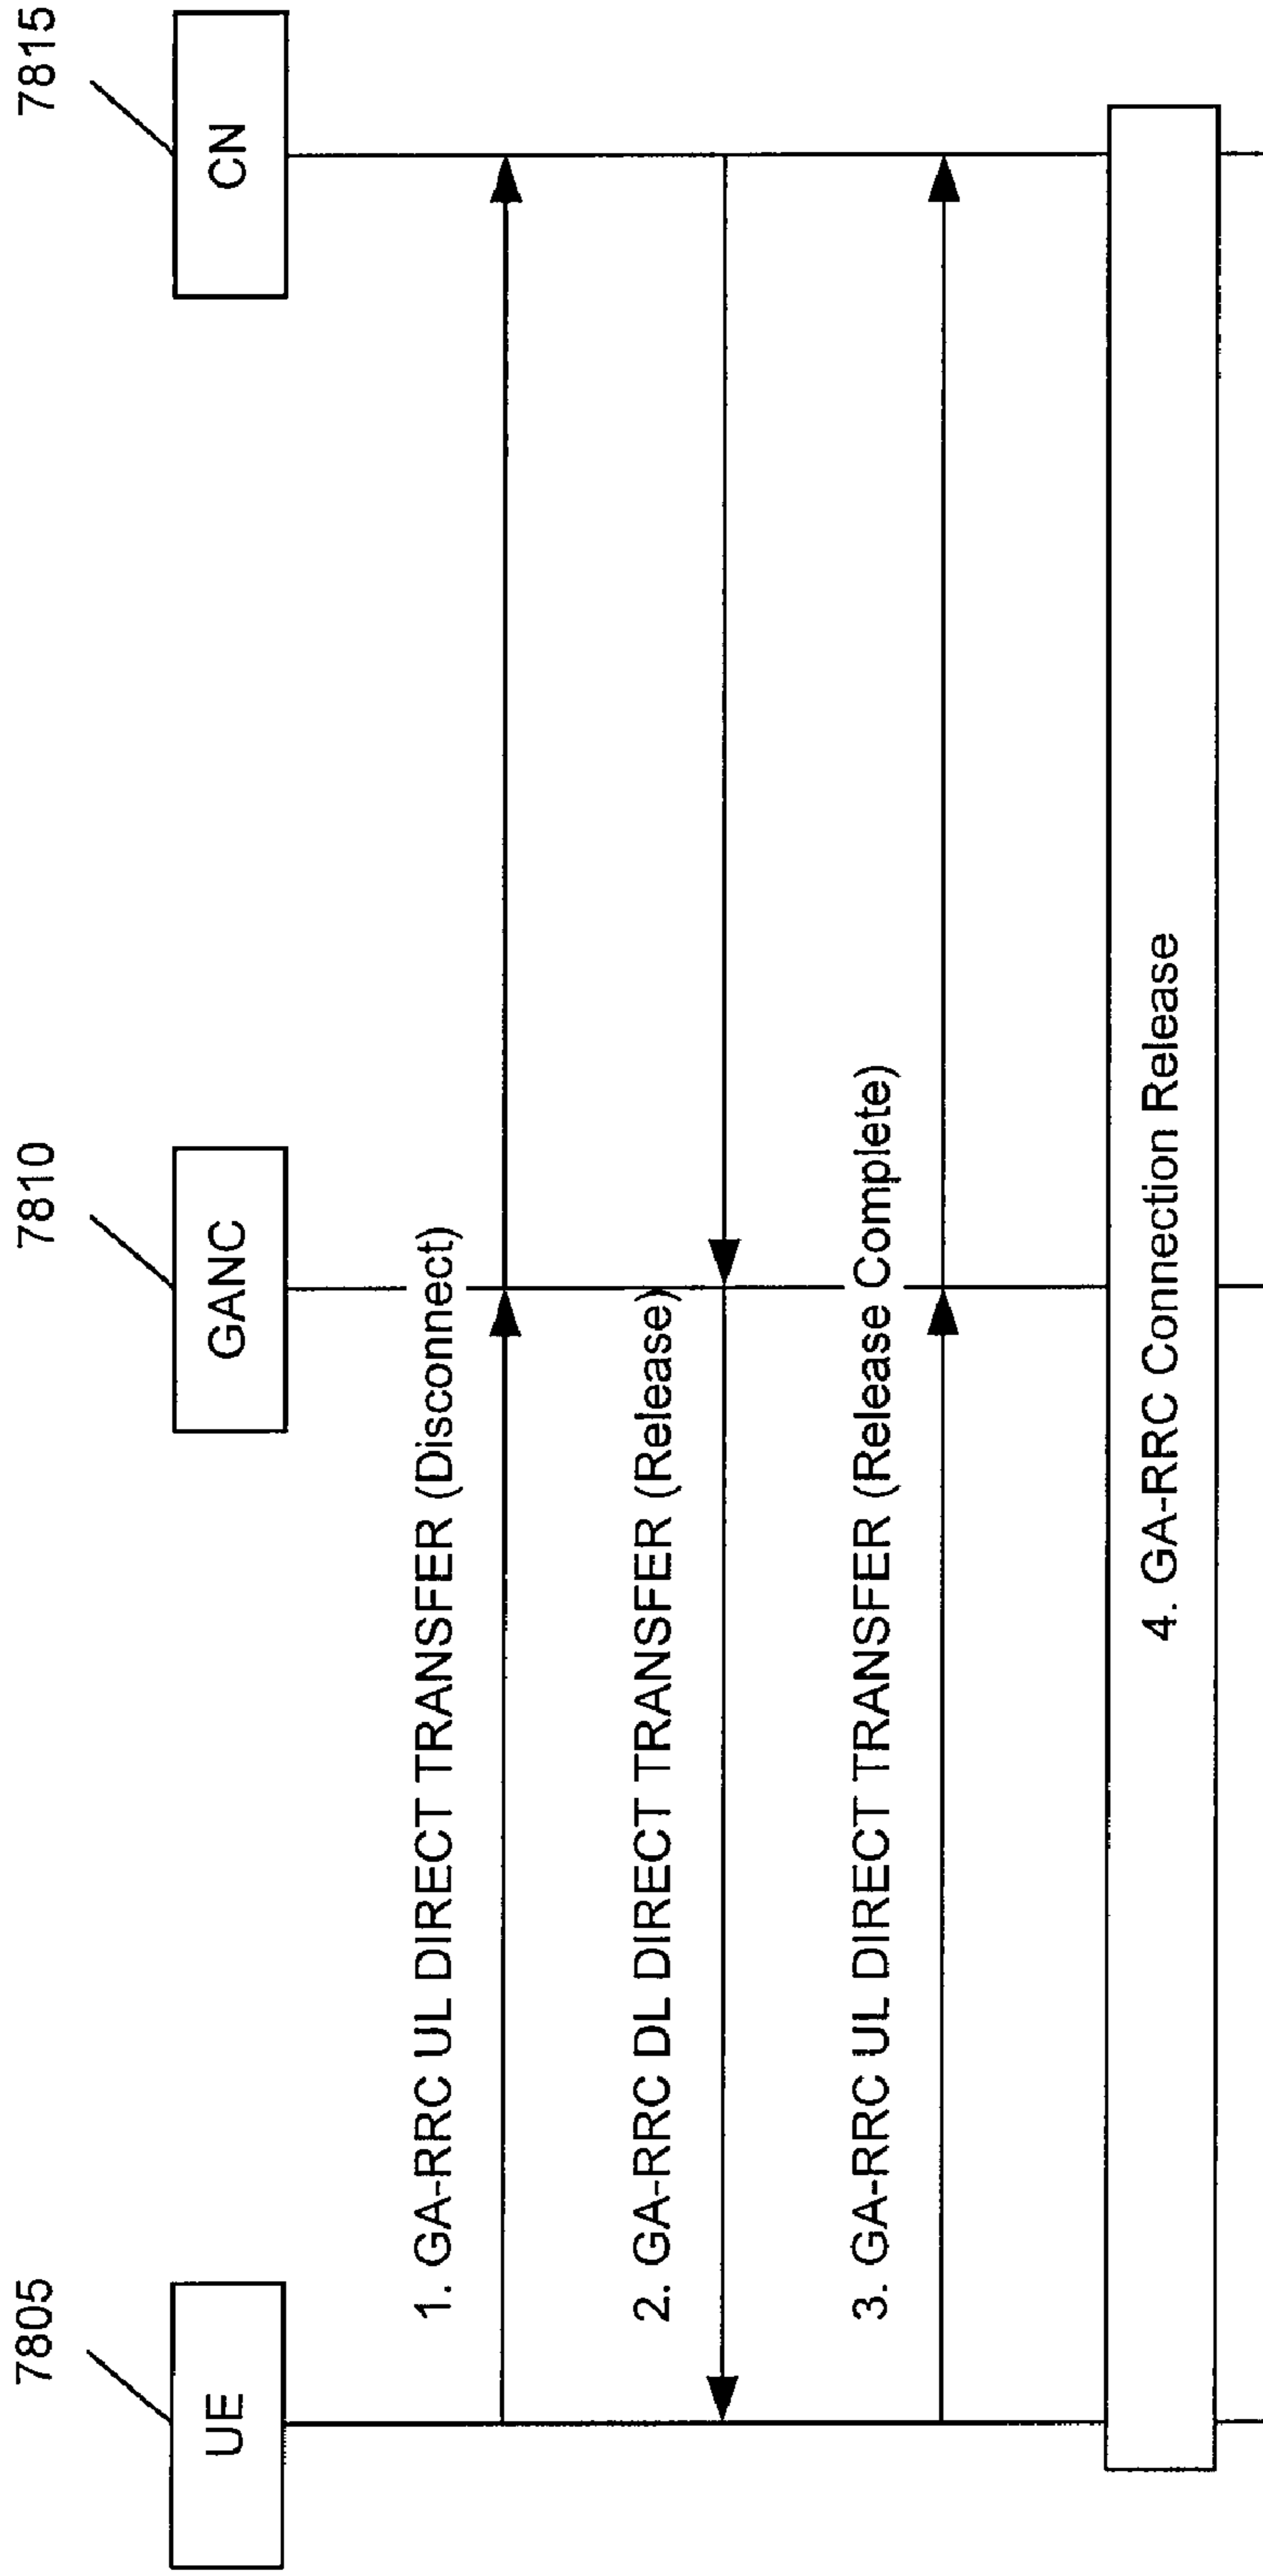 7805
7810
7815
UE
GANC
CN
1. GA-RRC UL DIRECT TRANSFER (Disconnect)
2. GA-RRC DL DIRECT TRANSFER (Release)
3. GA-RRC UL DIRECT TRANSFER (Release Complete)
4. GA-RRC Connection Release